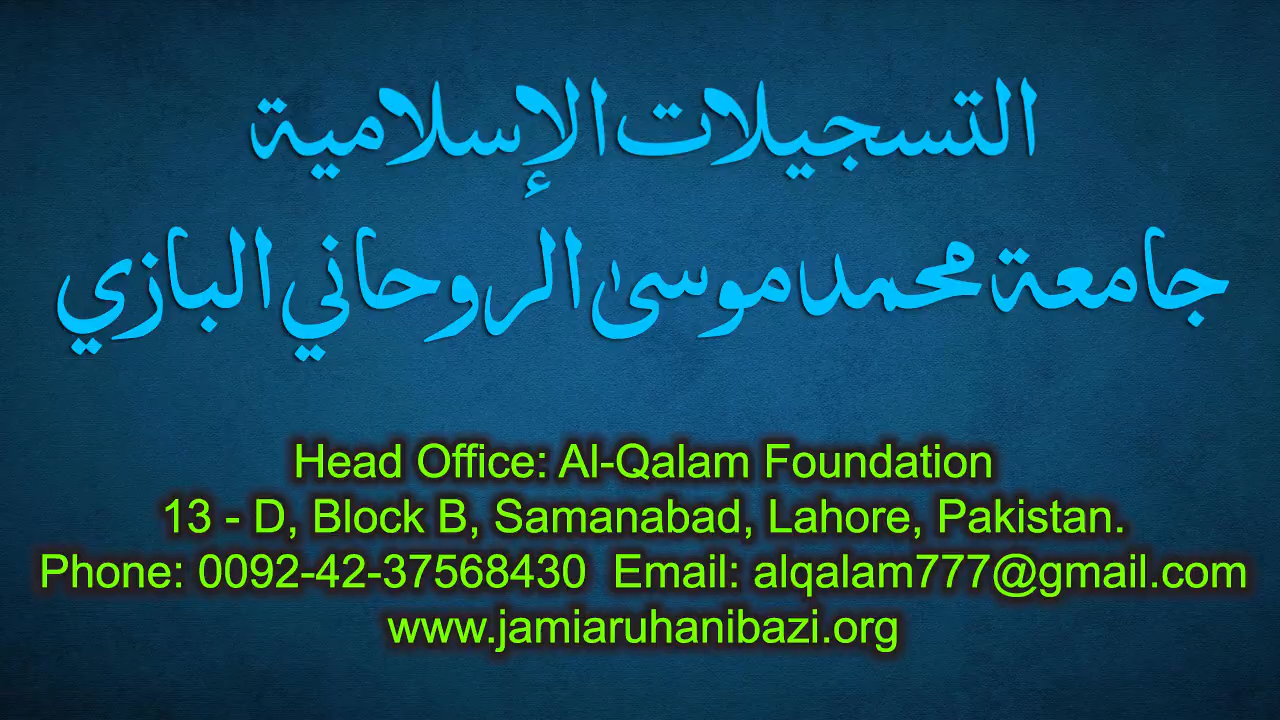 التسجيلات الإسلامية
جامعة محمد موسىٰ الروحاني البازي
Head Office: Al-Qalam Foundation
13 - D, Block B, Samanabad, Lahore, Pakistan.
Phone: 0092-42-37568430  Email: alqalam777@gmail.com
www.jamiaruhanibazi.org